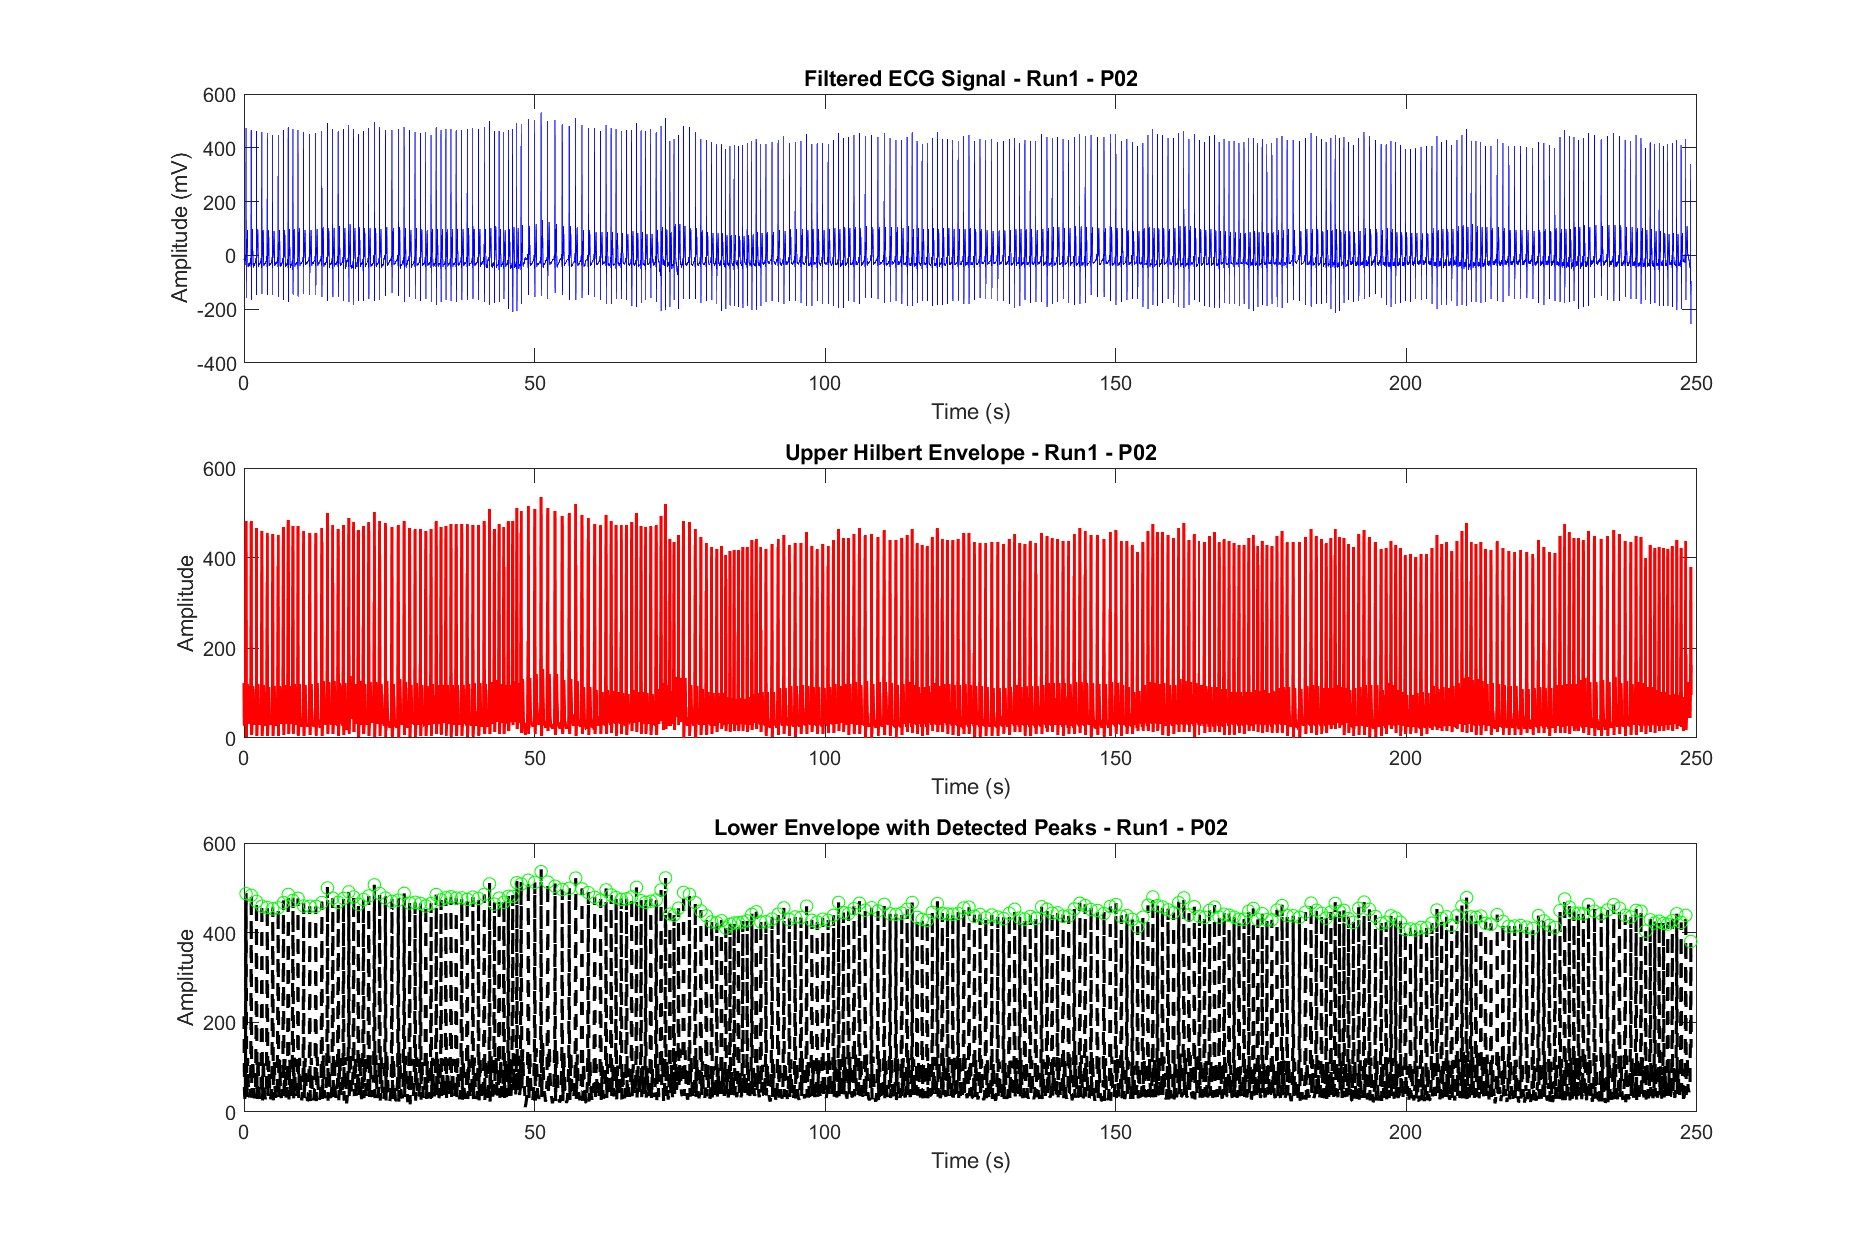 Filtered ECG Signal - Run1 - P02
Amplitude (mV)
600
400
200
0
-200
-400
0 50 100 150 200 250
Time (s)
Upper Hilbert Envelope - Run1 - P02
Amplitude
600
400
200
0
0 50 100 150 200 250
Time (s)
Lower Envelope with Detected Peaks - Run1 - P02
Amplitude
600
400
200
0
0 50 100 150 200 250
Time (s)